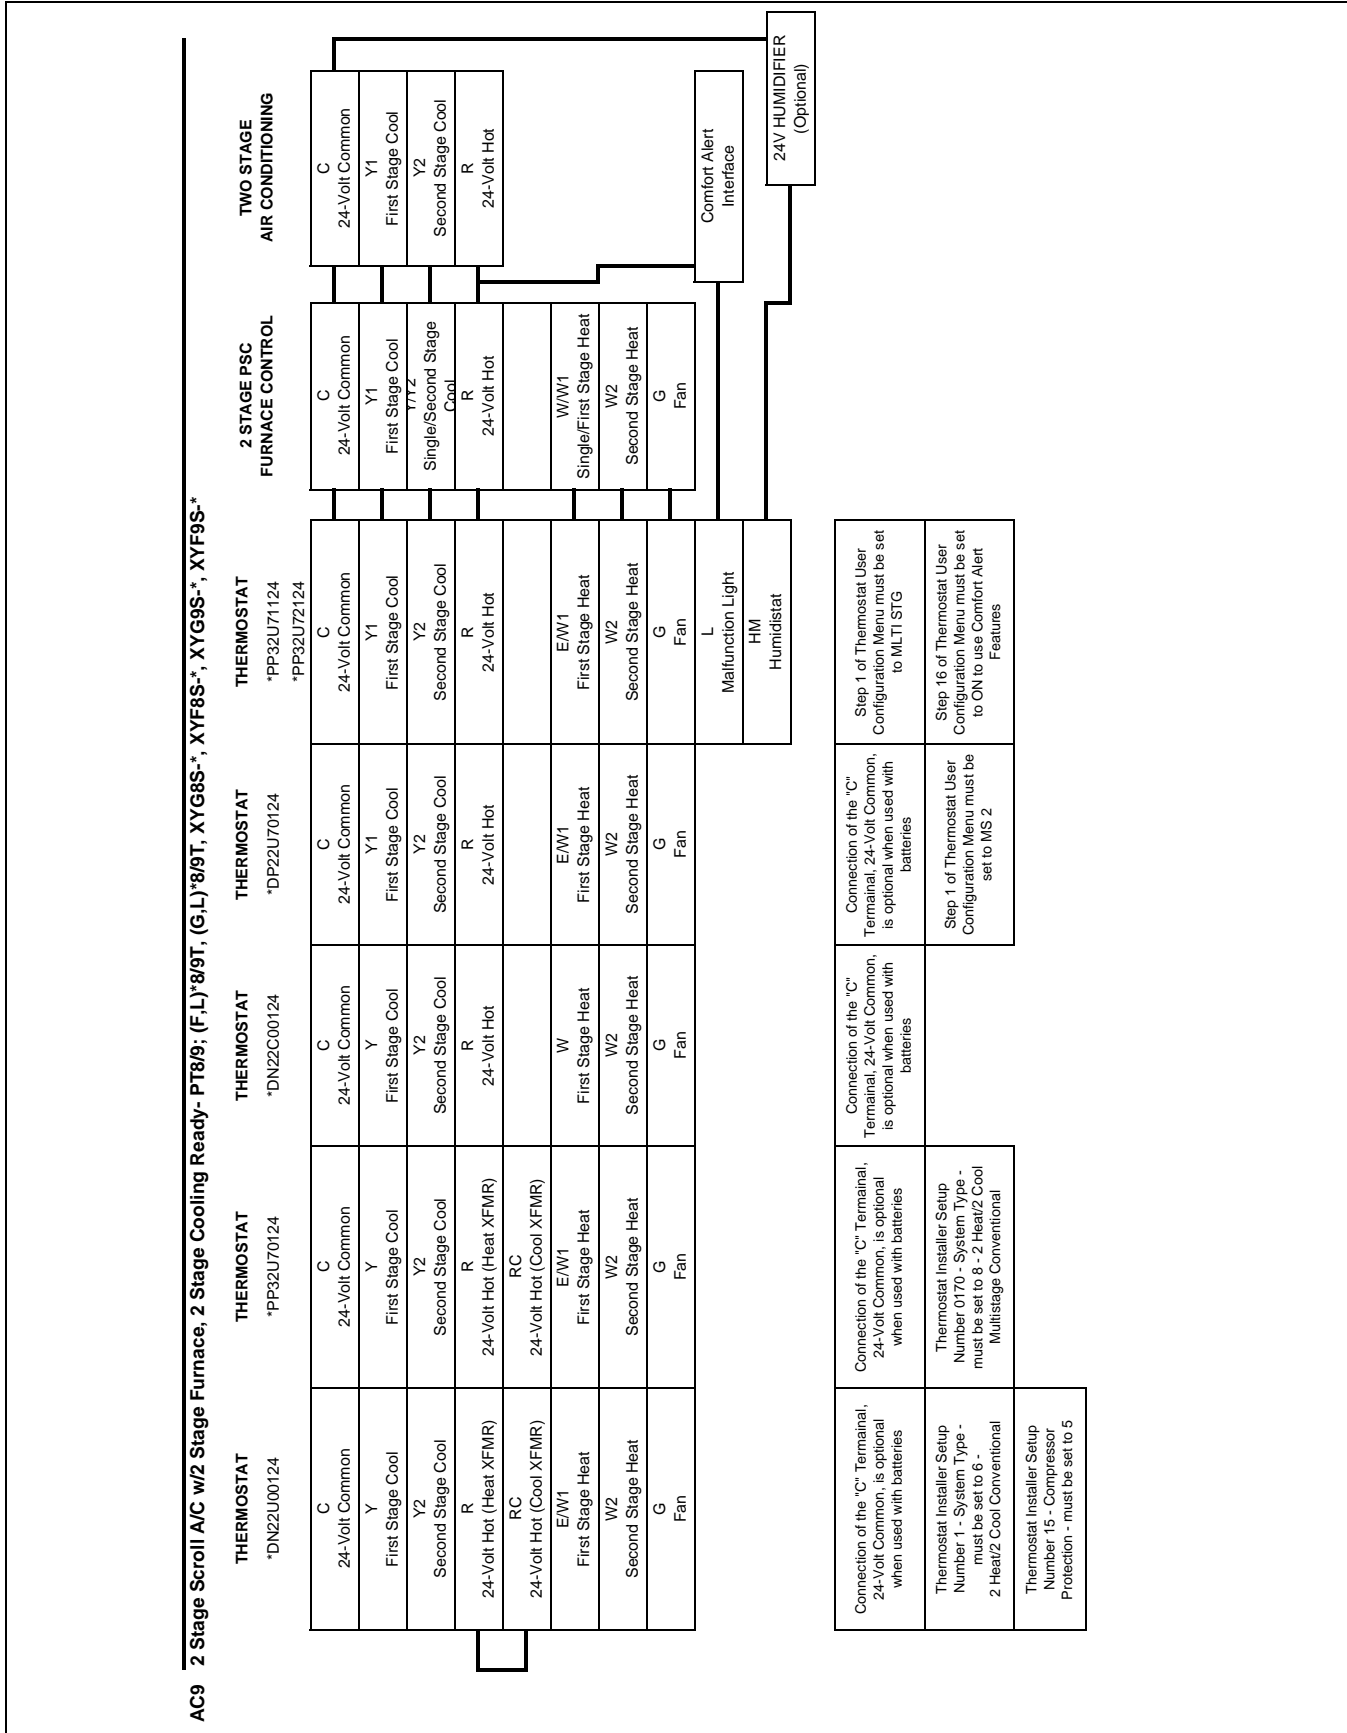 AC9 2 Stage Scroll A/C w/2 Stage Furnace, 2 Stage Cooling Ready- PT8/9; (F,L)*8/9T, (G,L)*8/9T, XYG8S-*, XYF8S-*, XYG9S-*, XYF9S-*
THERMOSTAT
*DN22U00124
C
24-Volt Common
Y
First Stage Cool
Y2
Second Stage Cool
R
24-Volt Hot (Heat XFMR)
RC
24-Volt Hot (Cool XFMR)
E/W1
First Stage Heat
W2
Second Stage Heat
G
Fan
Connection of the "C" Termainal,
24-Volt Common, is optional
when used with batteries
Thermostat Installer Setup
Number 1 - System Type -
must be set to 6 -
2 Heat/2 Cool Conventional
Thermostat Installer Setup
Number 15 - Compressor
Protection - must be set to 5
THERMOSTAT
*PP32U70124
C
24-Volt Common
Y
First Stage Cool
Y2
Second Stage Cool
R
24-Volt Hot (Heat XFMR)
RC
24-Volt Hot (Cool XFMR)
E/W1
First Stage Heat
W2
Second Stage Heat
G
Fan
Connection of the "C" Termainal,
24-Volt Common, is optional
when used with batteries
Thermostat Installer Setup
Number 0170 - System Type -
must be set to 8 - 2 Heat/2 Cool
Multistage Conventional
THERMOSTAT
*DN22C00124
C
24-Volt Common
Y
First Stage Cool
Y2
Second Stage Cool
R
24-Volt Hot
W
First Stage Heat
W2
Second Stage Heat
G
Fan
Connection of the "C"
Termainal, 24-Volt Common,
is optional when used with
batteries
THERMOSTAT
*DP22U70124
C
24-Volt Common
Y1
First Stage Cool
Y2
Second Stage Cool
R
24-Volt Hot
E/W1
First Stage Heat
W2
Second Stage Heat
G
Fan
Connection of the "C"
Termainal, 24-Volt Common,
is optional when used with
batteries
Step 1 of Thermostat User
Configuration Menu must be
set to MS 2
THERMOSTAT
*PP32U71124
*PP32U72124
C
24-Volt Common
Y1
First Stage Cool
Y2
Second Stage Cool
R
24-Volt Hot
E/W1
First Stage Heat
W2
Second Stage Heat
G
Fan
L
Malfunction Light
HM
Humidistat
Step 1 of Thermostat User
Configuration Menu must be set
to MLTI STG
Step 16 of Thermostat User
Configuration Menu must be set
to ON to use Comfort Alert
Features
2 STAGE PSC
FURNACE CONTROL
C
24-Volt Common
Y1
First Stage Cool
Y/Y2
Single/Second Stage
Cool
R
24-Volt Hot
W/W1
Single/First Stage Heat
W2
Second Stage Heat
G
Fan
TWO STAGE
AIR CONDITIONING
C
24-Volt Common
Y1
First Stage Cool
Y2
Second Stage Cool
R
24-Volt Hot
Comfort Alert
Interface
24V HUMIDIFIER
(Optional)